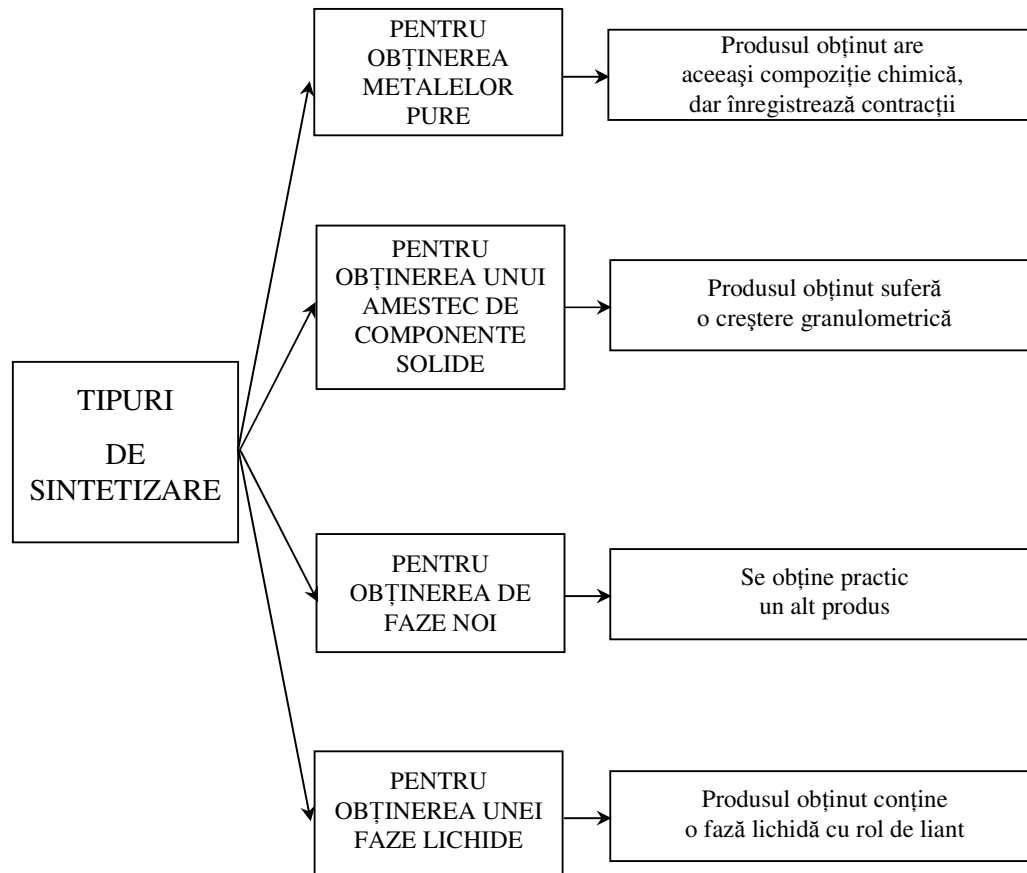 PENTRU
OBȚINEREA
METALELOR
PURE
Produsul obținut are
aceeaşi compoziție chimică,
dar înregistrează contracții
PENTRU
OBȚINEREA UNUI
AMESTEC DE
COMPONENTE
SOLIDE
Produsul obținut suferă
o creştere granulometrică
TIPURI
DE
SINTETIZARE
PENTRU
OBȚINEREA DE
FAZE NOI
Se obține practic
un alt produs
PENTRU
OBȚINEREA UNEI
FAZE LICHIDE
Produsul obținut conține
o fază lichidă cu rol de liant